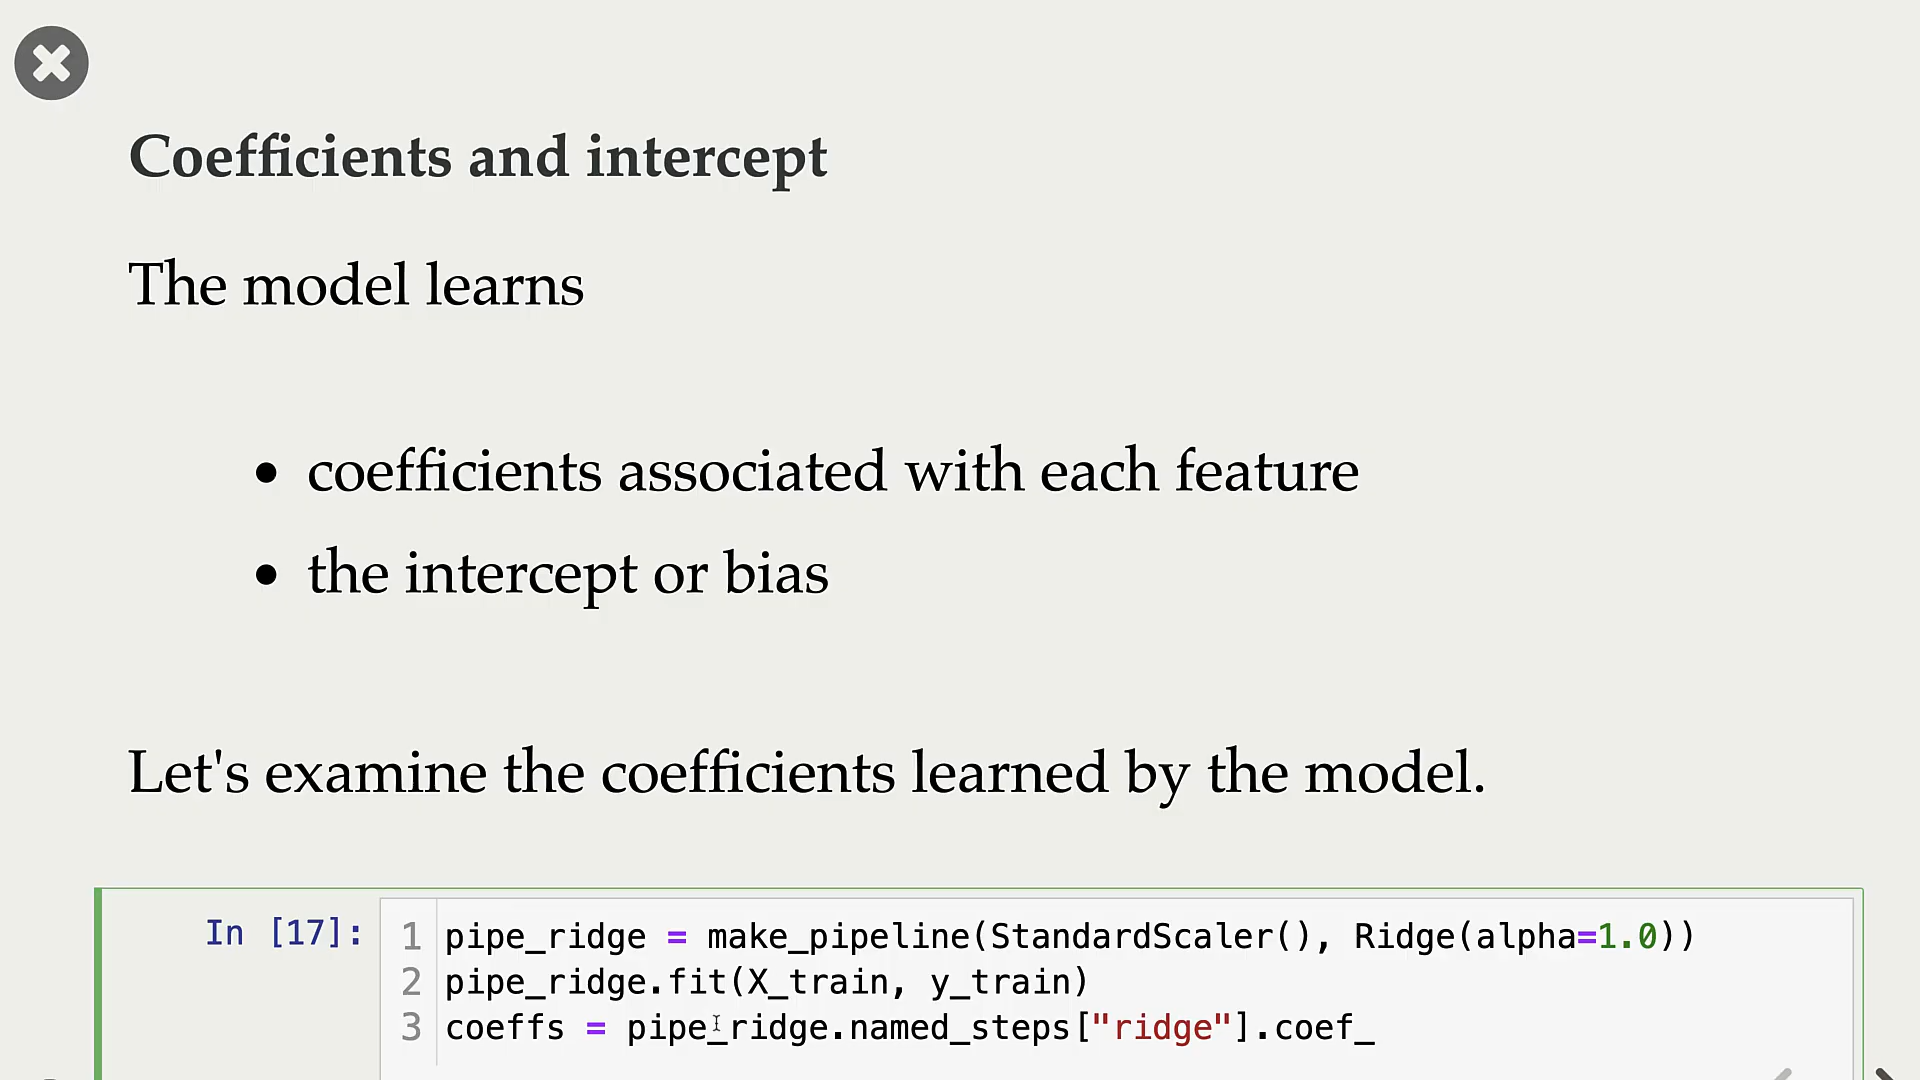 Coefficients and intercept
The model learns
• coefficients associated with each feature
• the intercept or bias
Let's examine the coefficients learned by the model.
In [17]:
1 pipe_ridge = make_pipeline(StandardScaler(), Ridge(alpha=1.0))
2 pipe_ridge.fit(X_train, y_train)
3 coeffs = pipe_ridge.named_steps["ridge"].coef_